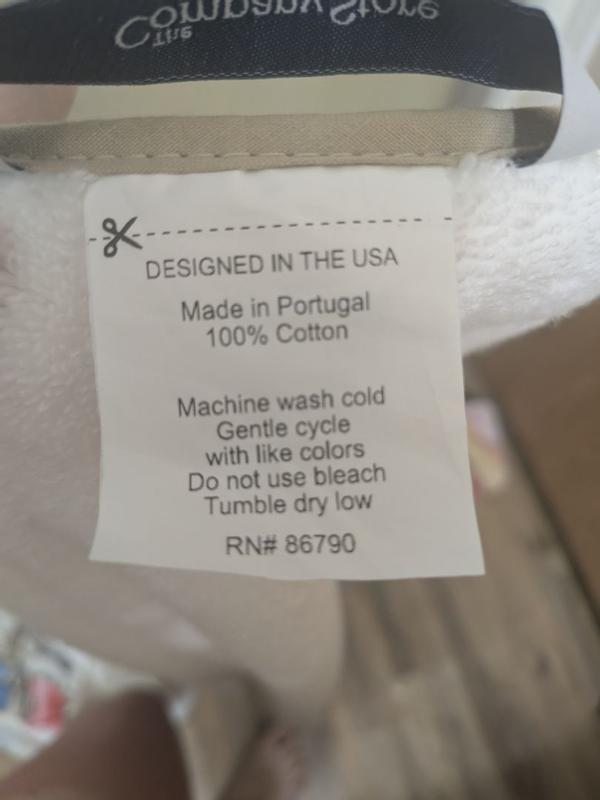 The
Company Store
DESIGNED IN THE USA
Made in Portugal
100% Cotton
Machine wash cold
Gentle cycle
with like colors
Do not use bleach
Tumble dry low
RN# 86790